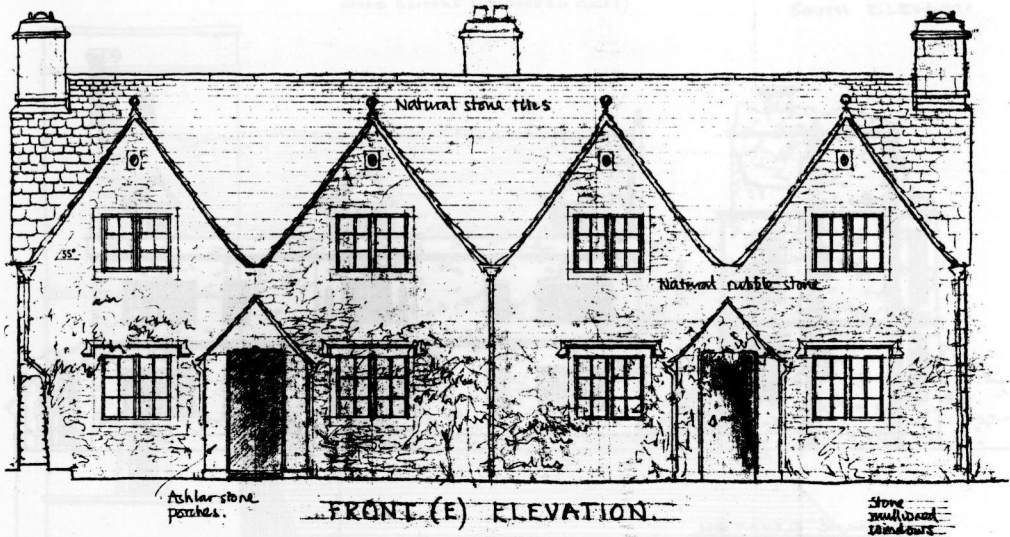 Natural stone tiles
55°
Natural rubble stone
Ashlar stone
porches.
FRONT (E) ELEVATION.
Stone
mullioned
windows